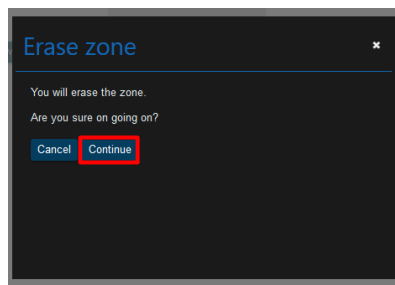 Erase zone
You will erase the zone.
Are you sure on going on?
Cancel Continue